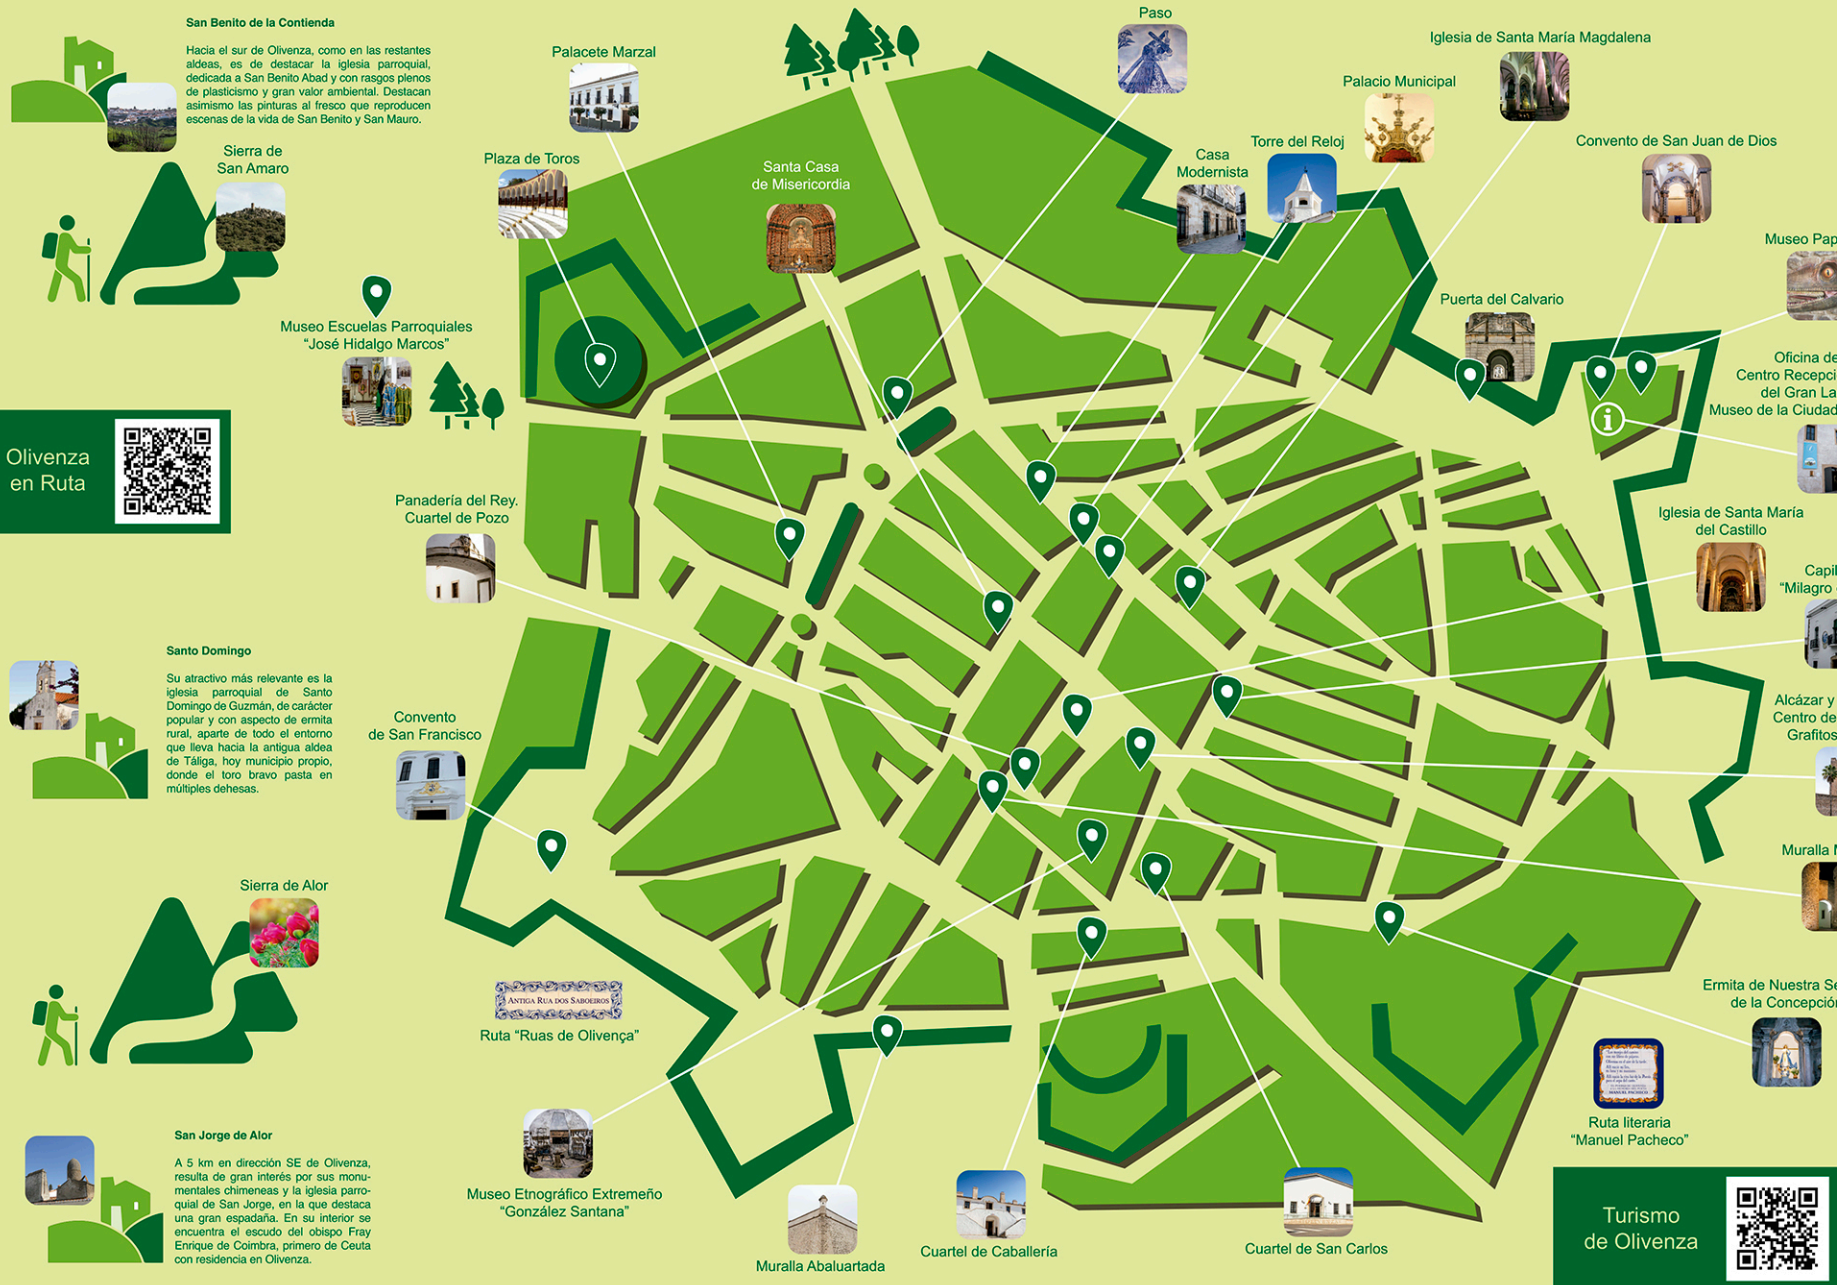 San Benito de la Contienda
Hacia el sur de Olivenza, como en las restantes
aldeas, es de destacar la iglesia parroquial,
dedicada a San Benito Abad y con rasgos plenos
de plasticismo y gran valor ambiental. Destacan
asimismo las pinturas al fresco que reproducen
escenas de la vida de San Benito y San Mauro.
Sierra de
San Amaro
Palacete Marzal
Plaza de Toros
Santa Casa
de Misericordia
Paso
Casa
Modernista
Torre del Reloj
Palacio Municipal
Iglesia de Santa María Magdalena
Convento de San Juan de Dios
Museo Pap
Puerta del Calvario
Oficina de
Centro Recepci
del Gran La
Museo de la Ciudad
i
Museo Escuelas Parroquiales
“José Hidalgo Marcos”
Olivenza
en Ruta
Panadería del Rey.
Cuartel de Pozo
Iglesia de Santa María
del Castillo
Capil
“Milagro
Santo Domingo
Su atractivo más relevante es la
iglesia parroquial de Santo
Domingo de Guzmán, de carácter
popular y con aspecto de ermita
rural, aparte de todo el entorno
que lleva hacia la antigua aldea
de Táliga, hoy municipio propio,
donde el toro bravo pasta en
múltiples dehesas.
Convento
de San Francisco
Alcázar y
Centro de
Grafitos
Muralla
Sierra de Alor
ANTIGA RUA DOS SABOEIROS
Ruta “Ruas de Olivença”
Ermita de Nuestra Se
de la Concepción
MANUEL PACHECO
Ruta literaria
“Manuel Pacheco”
San Jorge de Alor
A 5 km en dirección SE de Olivenza,
resulta de gran interés por sus monu-
mentales chimeneas y la iglesia parro-
quial de San Jorge, en la que destaca
una gran espadaña. En su interior se
encuentra el escudo del obispo Fray
Enrique de Coimbra, primero de Ceuta
con residencia en Olivenza.
Museo Etnográfico Extremeño
“González Santana”
Muralla Abaluartada
Cuartel de Caballería
Cuartel de San Carlos
Turismo
de Olivenza